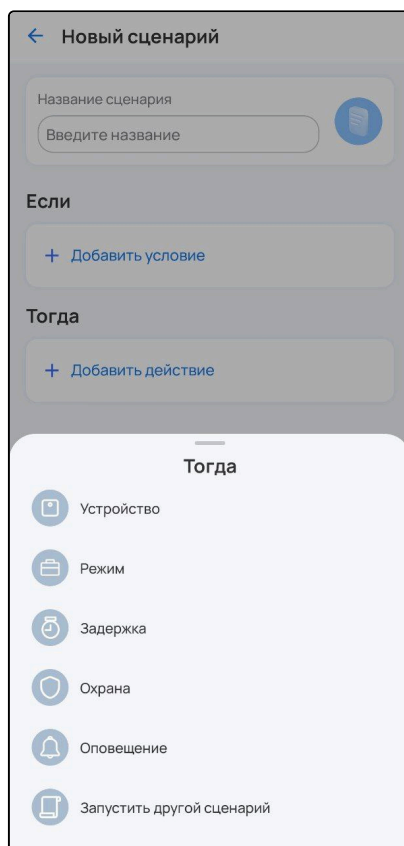 Новый сценарий
Название сценария
Введите название
Если
+ Добавить условие
Тогда
+ Добавить действие
Тогда
Устройство
Режим
Задержка
Охрана
Оповещение
Запустить другой сценарий